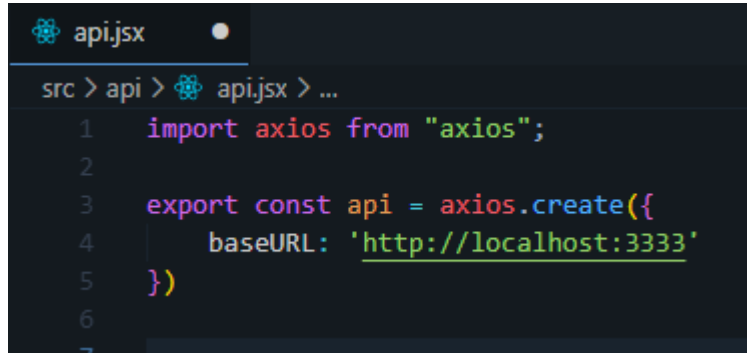 api.jsx
src > api > api.jsx > ...
1 import axios from "axios";
2
3 export const api = axios.create({
4     baseURL: 'http://localhost:3333'
5 })
6
7